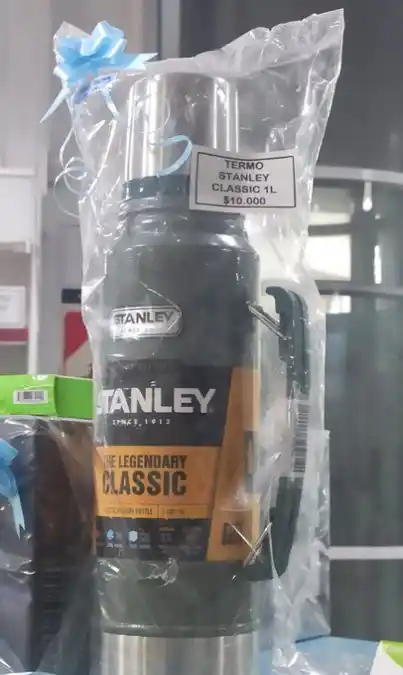 TERMO
STANLEY
CLASSIC 1L
$10.000
STANLEY
STANLEY
SINCE 1913
THE LEGENDARY
CLASSIC